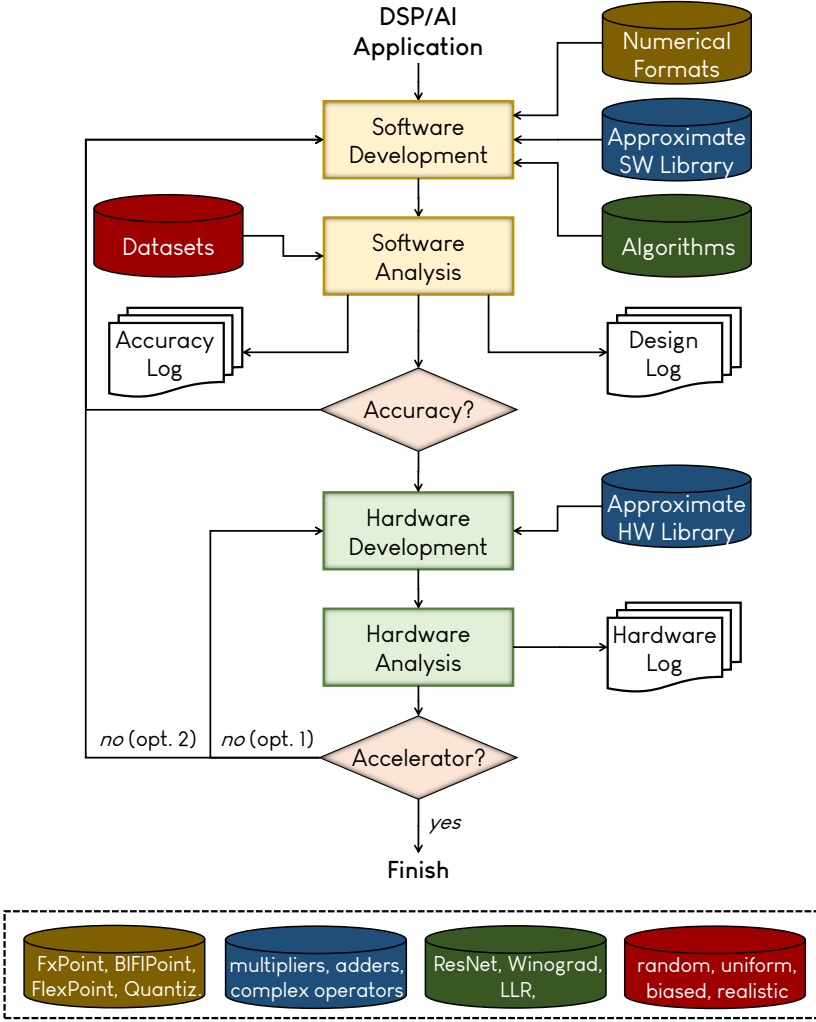 DSP/AI
Application
Numerical
Formats
Software
Development
Approximate
SW Library
Datasets
Software
Analysis
Algorithms
Accuracy
Log
Design
Log
Accuracy?
Hardware
Development
Approximate
HW Library
Hardware
Analysis
Hardware
Log
no (opt. 2)
no (opt. 1)
Accelerator?
yes
Finish
FxPoint, BlFlPoint,
FlexPoint, Quantiz.
multipliers, adders,
complex operators
ResNet, Winograd,
LLR,
random, uniform,
biased, realistic